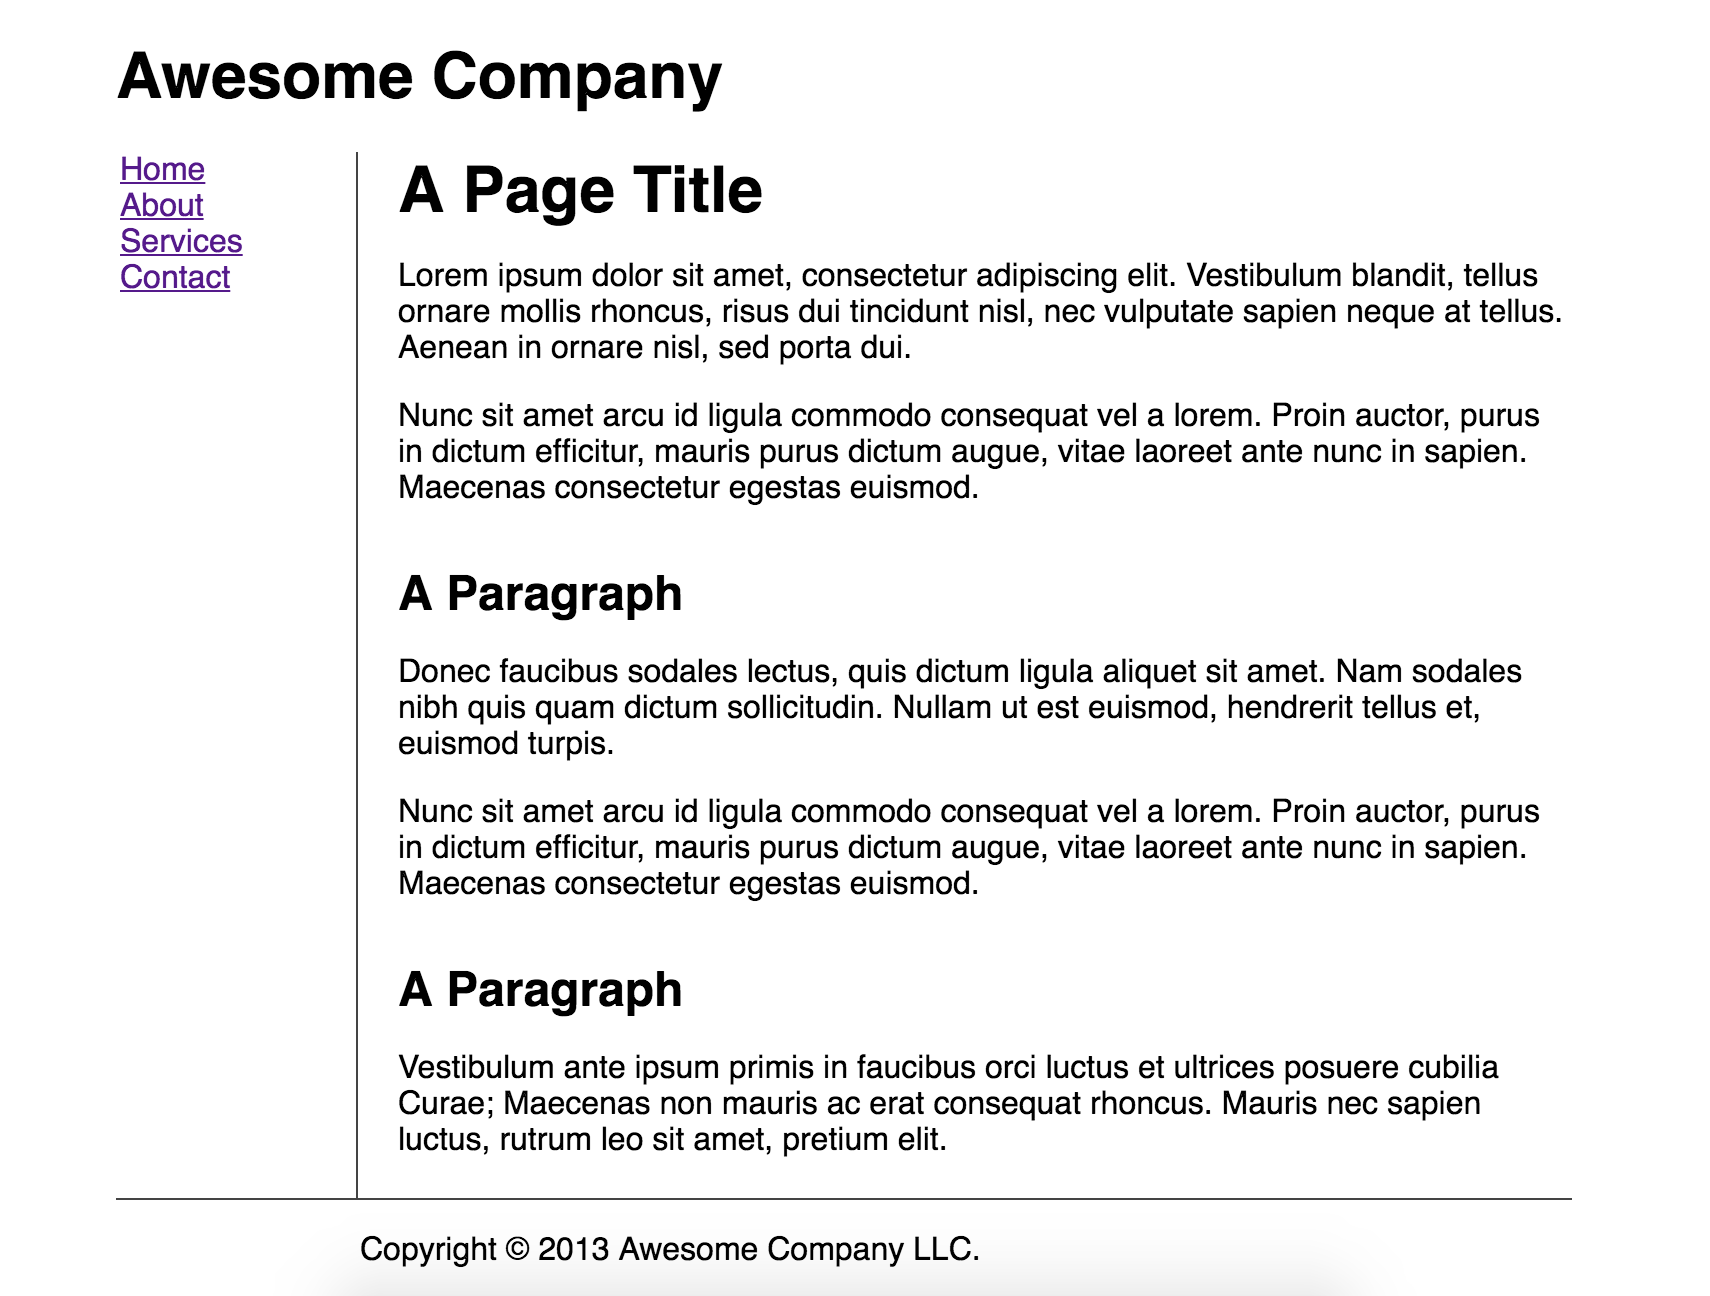 Awesome Company
Home
About
Services
Contact
A Page Title
Lorem ipsum dolor sit amet, consectetur adipiscing elit. Vestibulum blandit, tellus
ornare mollis rhoncus, risus dui tincidunt nisl, nec vulputate sapien neque at tellus.
Aenean in ornare nisl, sed porta dui.
Nunc sit amet arcu id ligula commodo consequat vel a lorem. Proin auctor, purus
in dictum efficitur, mauris purus dictum augue, vitae laoreet ante nunc in sapien.
Maecenas consectetur egestas euismod.
A Paragraph
Donec faucibus sodales lectus, quis dictum ligula aliquet sit amet. Nam sodales
nibh quis quam dictum sollicitudin. Nullam ut est euismod, hendrerit tellus et,
euismod turpis.
Nunc sit amet arcu id ligula commodo consequat vel a lorem. Proin auctor, purus
in dictum efficitur, mauris purus dictum augue, vitae laoreet ante nunc in sapien.
Maecenas consectetur egestas euismod.
A Paragraph
Vestibulum ante ipsum primis in faucibus orci luctus et ultrices posuere cubilia
Curae; Maecenas non mauris ac erat consequat rhoncus. Mauris nec sapien
luctus, rutrum leo sit amet, pretium elit.
Copyright © 2013 Awesome Company LLC.